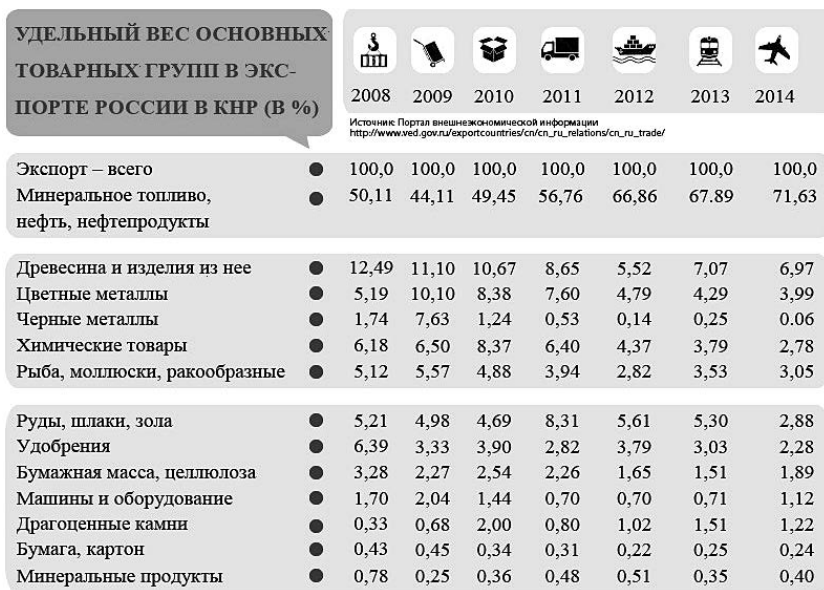 УДЕЛЬНЫЙ ВЕС ОСНОВНЫХ
ТОВАРНЫХ ГРУПП В ЭКС-
ПОРТЕ РОССИИ В КНР (В %)
2008 2009 2010 2011 2012 2013 2014
Источник: Портал внешнеэкономической информации
http://www.ved.gov.ru/exportcountries/cn/cn_ru_relations/cn_ru_trade/
Экспорт – всего 100,0 100,0 100,0 100,0 100,0 100,0 100,0
Минеральное топливо, 50,11 44,11 49,45 56,76 66,86 67.89 71,63
нефть, нефтепродукты
Древесина и изделия из нее 12,49 11,10 10,67 8,65 5,52 7,07 6,97
Цветные металлы 5,19 10,10 8,38 7,60 4,79 4,29 3,99
Черные металлы 1,74 7,63 1,24 0,53 0,14 0,25 0.06
Химические товары 6,18 6,50 8,37 6,40 4,37 3,79 2,78
Рыба, моллюски, ракообразные 5,12 5,57 4,88 3,94 2,82 3,53 3,05
Руды, шлаки, зола 5,21 4,98 4,69 8,31 5,61 5,30 2,88
Удобрения 6,39 3,33 3,90 2,82 3,79 3,03 2,28
Бумажная масса, целлюлоза 3,28 2,27 2,54 2,26 1,65 1,51 1,89
Машины и оборудование 1,70 2,04 1,44 0,70 0,70 0,71 1,12
Драгоценные камни 0,33 0,68 2,00 0,80 1,02 1,51 1,22
Бумага, картон 0,43 0,45 0,34 0,31 0,22 0,25 0,24
Минеральные продукты 0,78 0,25 0,36 0,48 0,51 0,35 0,40